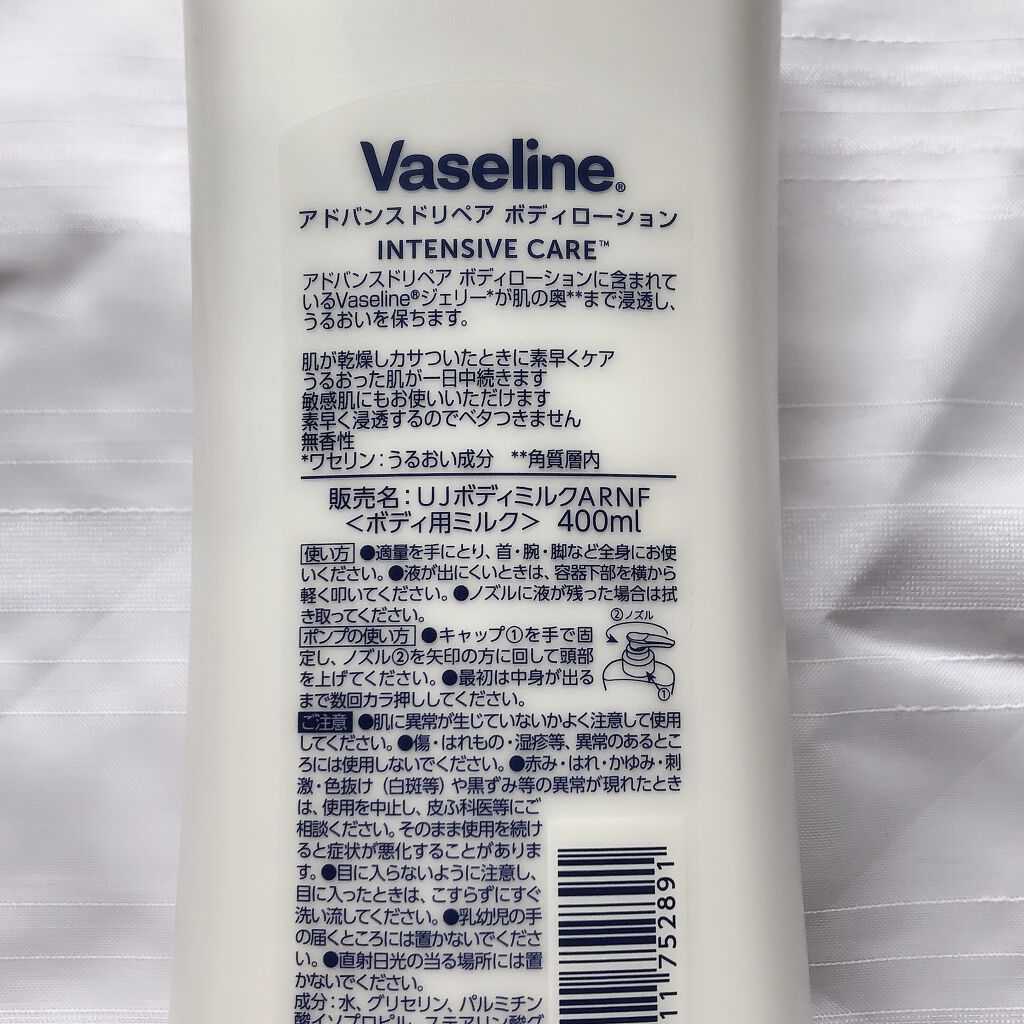 Vaseline®
アドバンスドリペア ボディローション
INTENSIVE CARE™
アドバンスドリペア ボディローションに含まれて
いるVaseline®ジェリー*が肌の奥**まで浸透し、
うるおいを保ちます。
肌が乾燥しカサついたときに素早くケア
うるおった肌が一日中続きます
敏感肌にもお使いいただけます
素早く浸透するのでベタつきません
無香性
*ワセリン:うるおい成分 **角質層内
販売名:UJボディミルクARNF
<ボディ用ミルク> 400ml
使い方 ●適量を手にとり、首・腕・脚など全身にお使
いください。●液が出にくいときは、容器下部を横から
軽く叩いてください。●ノズルに液が残った場合は拭
き取ってください。
②ノズル
ポンプの使い方 ●キャップ①を手で固
定し、ノズル②を矢印の方に回して頭部
を上げてください。●最初は中身が出る
まで数回カラ押ししてください。
①
ご注意 ●肌に異常が生じていないかよく注意して使用
してください。●傷・はれもの・湿疹等、異常のあるとこ
ろには使用しないでください。●赤み・はれ・かゆみ・刺
激・色抜け(白斑等)や黒ずみ等の異常が現れたとき
は、使用を中止し、皮ふ科医等にご
相談ください。そのまま使用を続け
ると症状が悪化することがありま
す。●目に入らないように注意し、
目に入ったときは、こすらずにすぐ
洗い流してください。●乳幼児の手
の届くところには置かないでくださ
い。●直射日光の当る場所には置
かないでください。
成分:水、グリセリン、パルミチン
酸イソプロピル、ステアリン酸グ
11752891